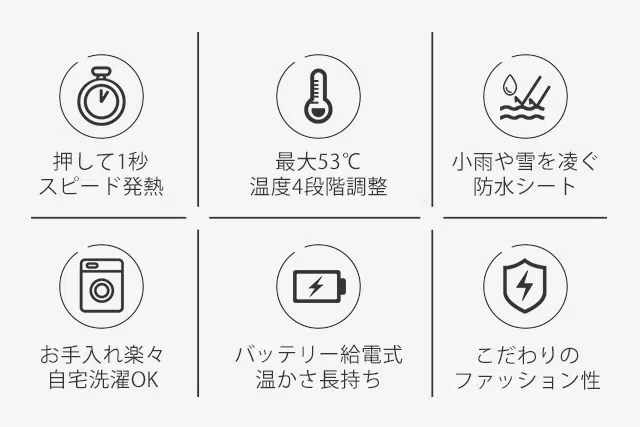 押して1秒
スピード発熱
最大53℃
温度4段階調整
小雨や雪を凌ぐ
防水シート
お手入れ楽々
自宅洗濯OK
バッテリー給電式
温かさ長持ち
こだわりの
ファッション性